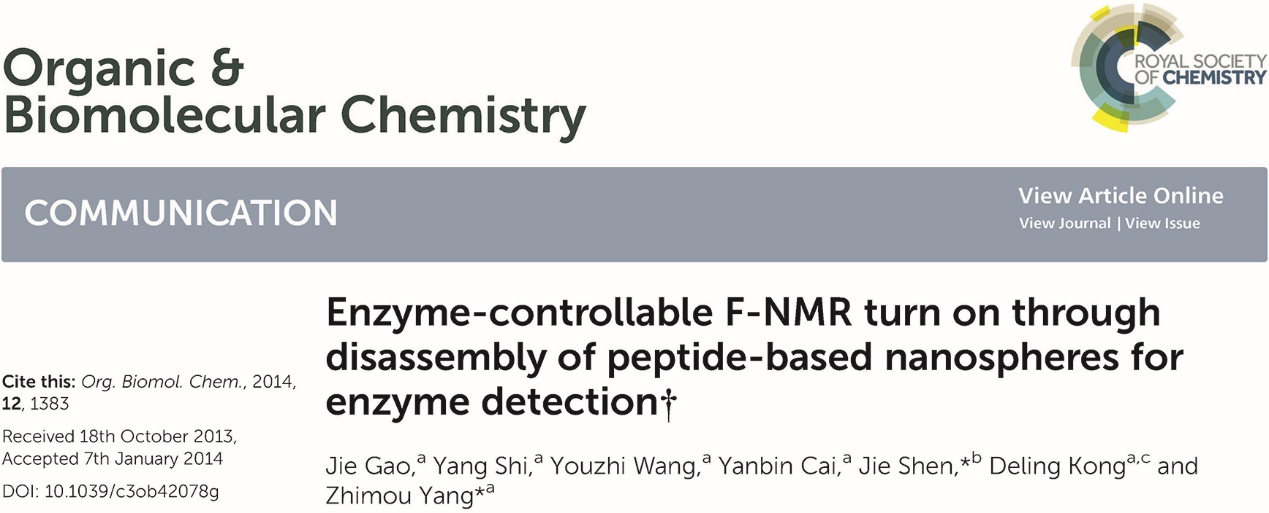 Organic &
Biomolecular Chemistry
ROYAL SOCIETY
OF CHEMISTRY
COMMUNICATION
View Article Online
View Journal | View Issue
Enzyme-controllable F-NMR turn on through
disassembly of peptide-based nanospheres for
enzyme detection†
Cite this: Org. Biomol. Chem., 2014,
12, 1383
Received 18th October 2013,
Accepted 7th January 2014
DOI: 10.1039/c3ob42078g
Jie Gao,ª Yang Shi,ª Youzhi Wang,ª Yanbin Cai,ª Jie Shen,*ᵇ Deling Kongª,ᶜ and
Zhimou Yang*ª